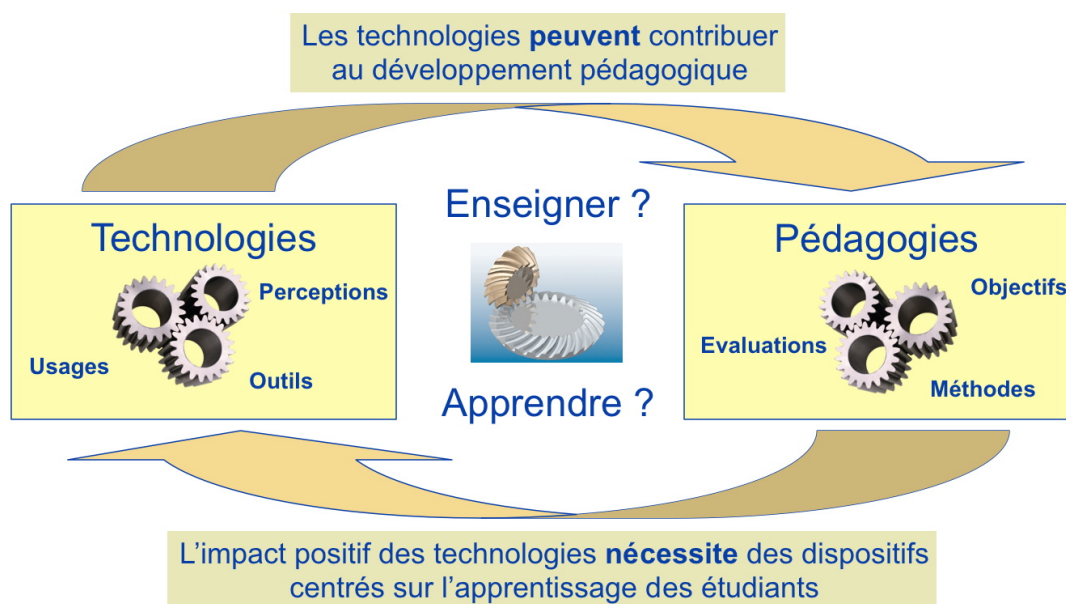 Les technologies peuvent contribuer
au développement pédagogique
Enseigner ?
Technologies
Perceptions
Usages
Outils
Pédagogies
Objectifs
Evaluations
Méthodes
Apprendre ?
L'impact positif des technologies nécessite des dispositifs
centrés sur l'apprentissage des étudiants